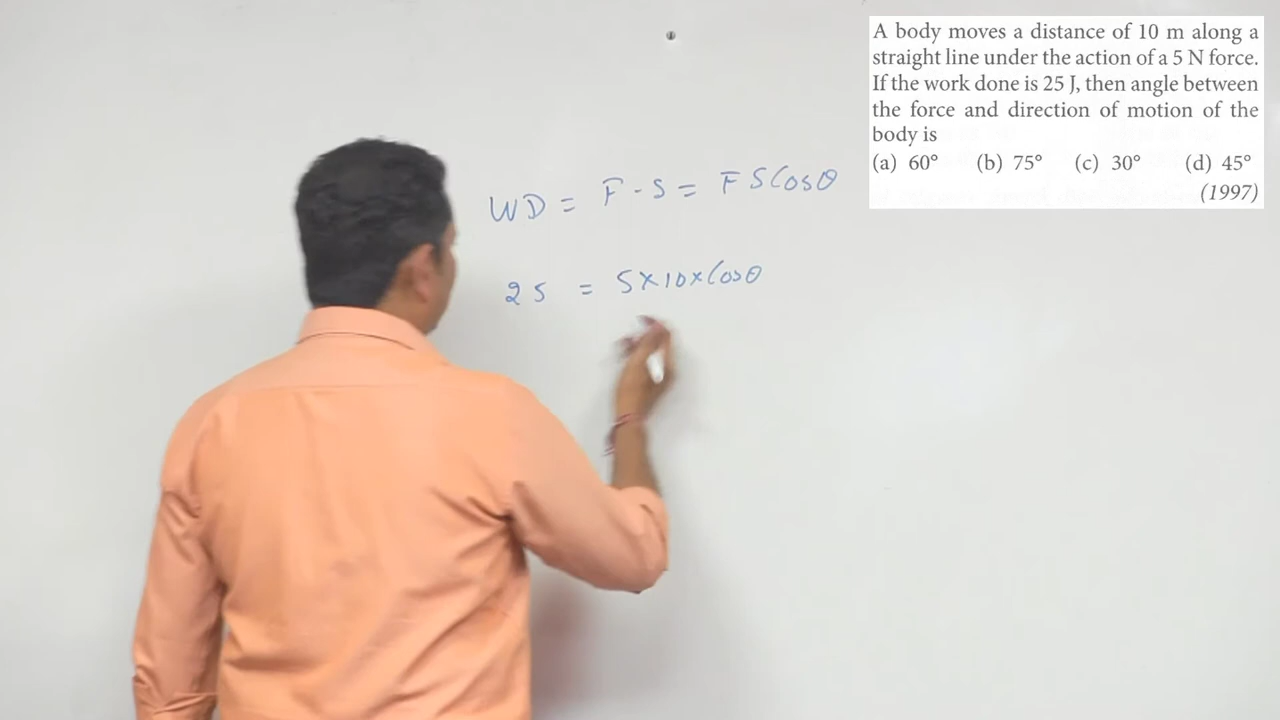 WD = F - S = F S Cos θ
25 = 5 × 10 × Cos θ
A body moves a distance of 10 m along a
straight line under the action of a 5 N force.
If the work done is 25 J, then angle between
the force and direction of motion of the
body is
(a) 60° (b) 75° (c) 30° (d) 45°
(1997)